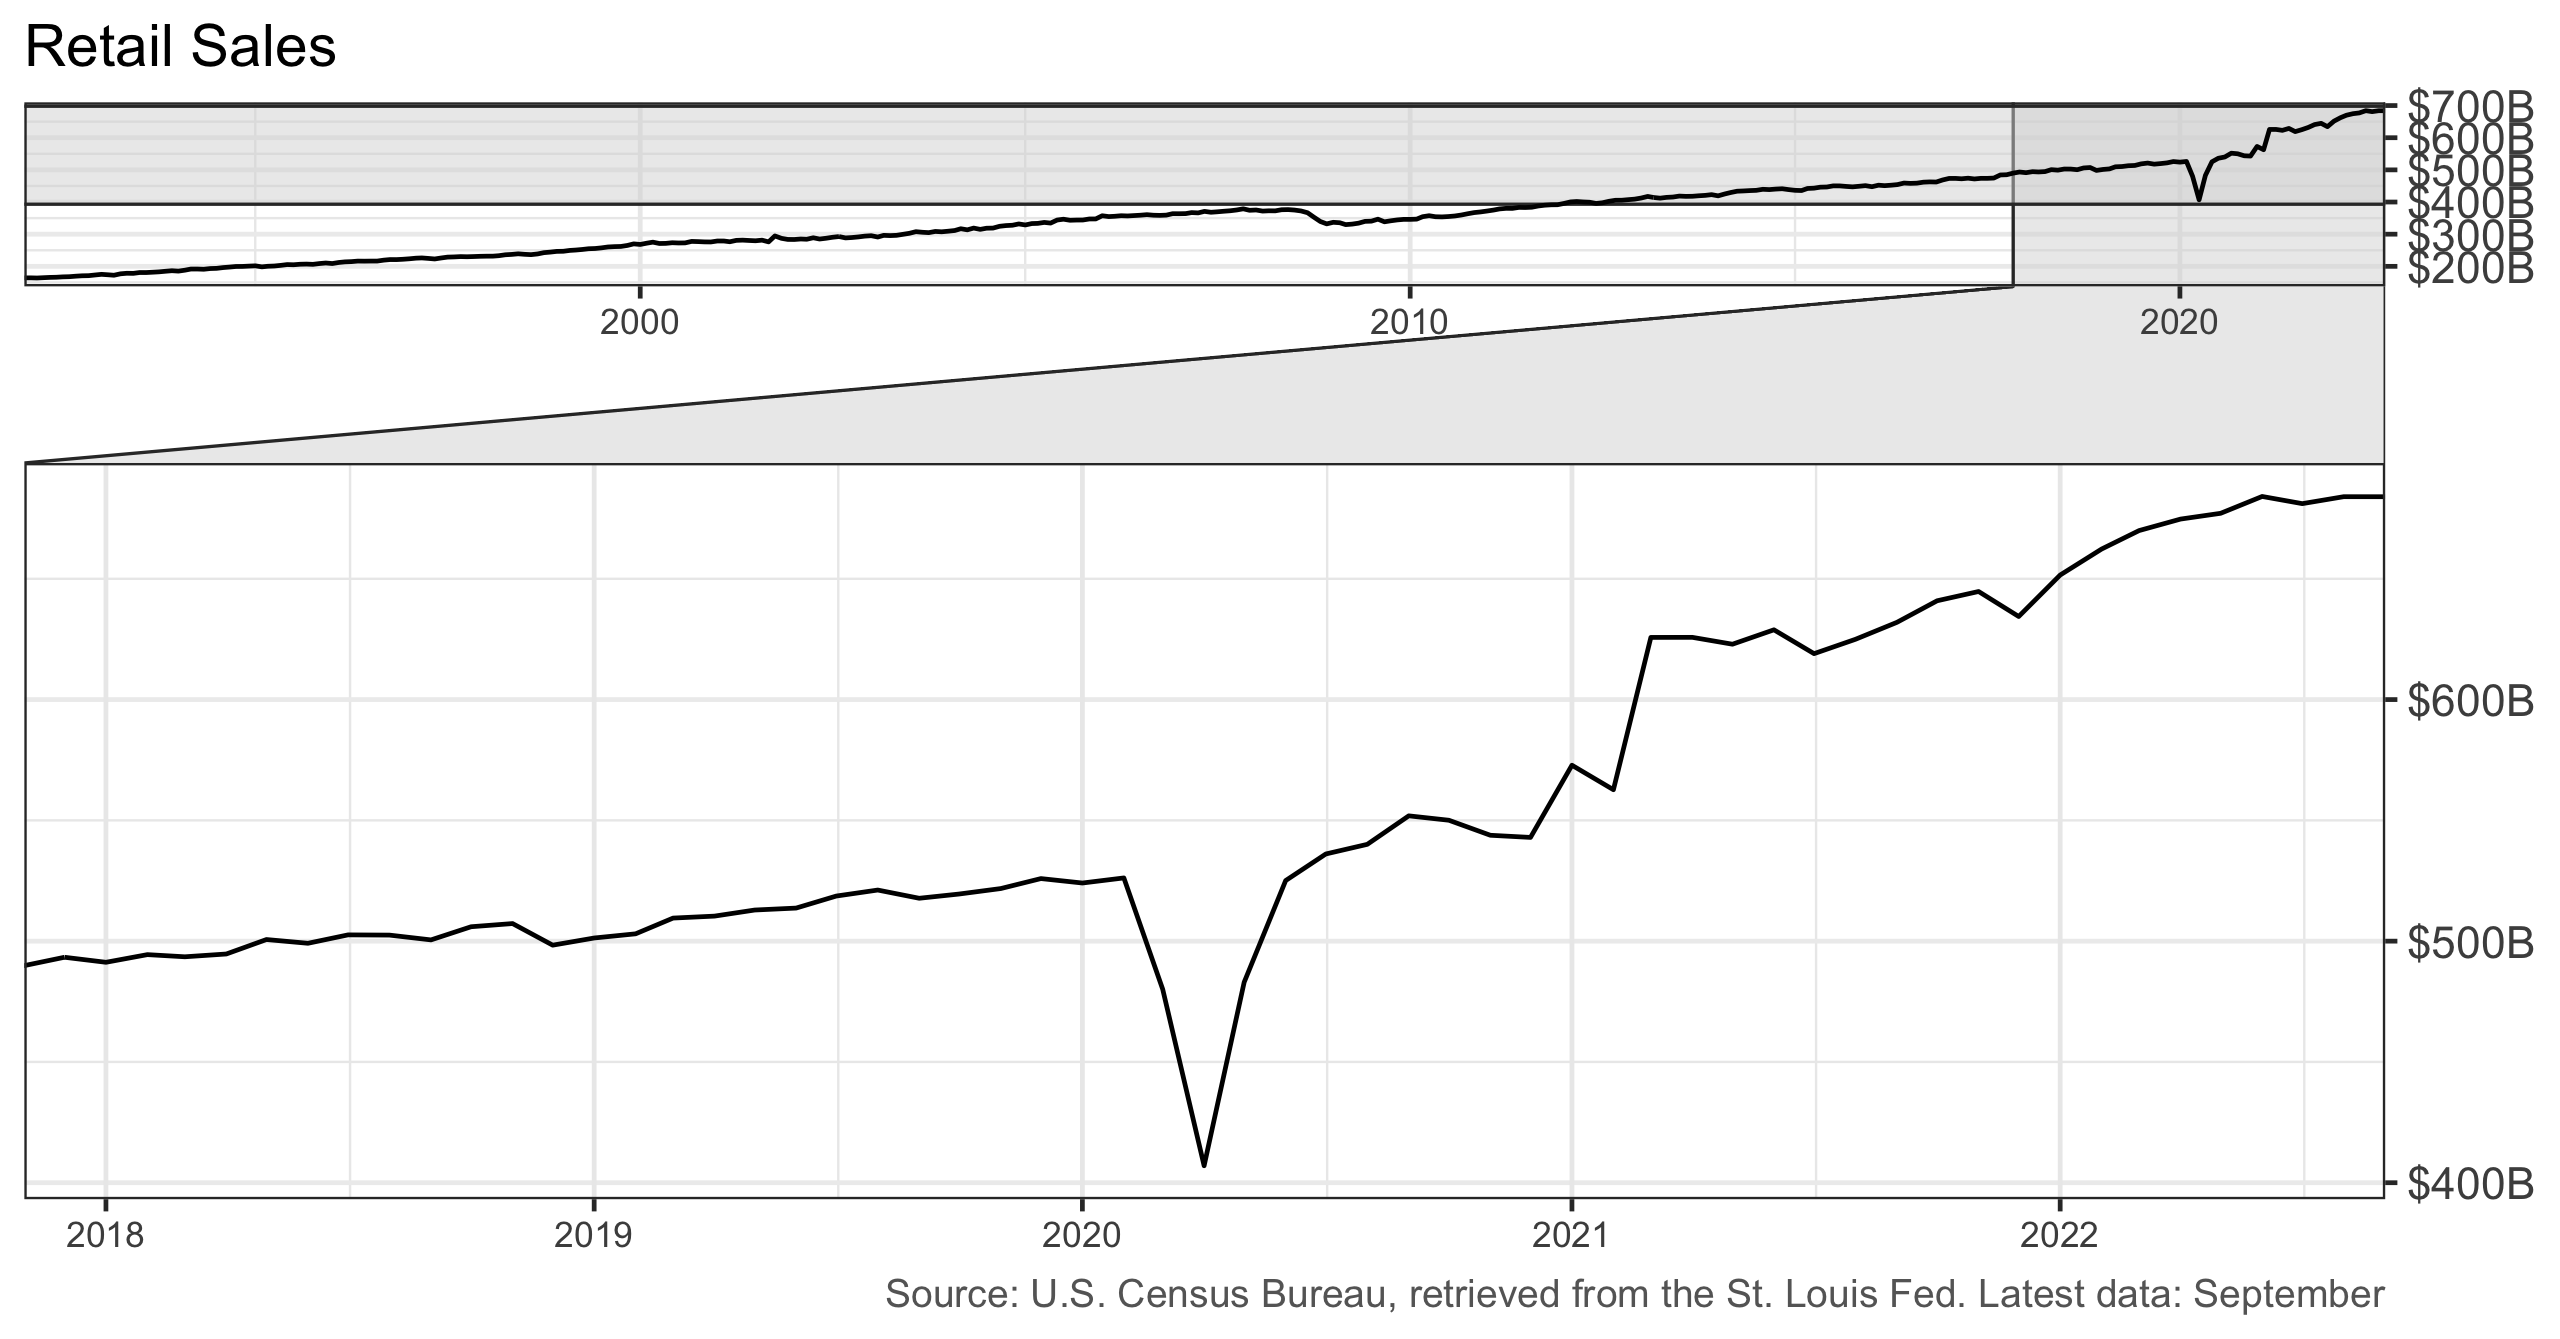 Retail Sales
$700B
$600B
$500B
$400B
$300B
$200B
2000 2010 2020
$600B
$500B
$400B
2018 2019 2020 2021 2022
Source: U.S. Census Bureau, retrieved from the St. Louis Fed. Latest data: September